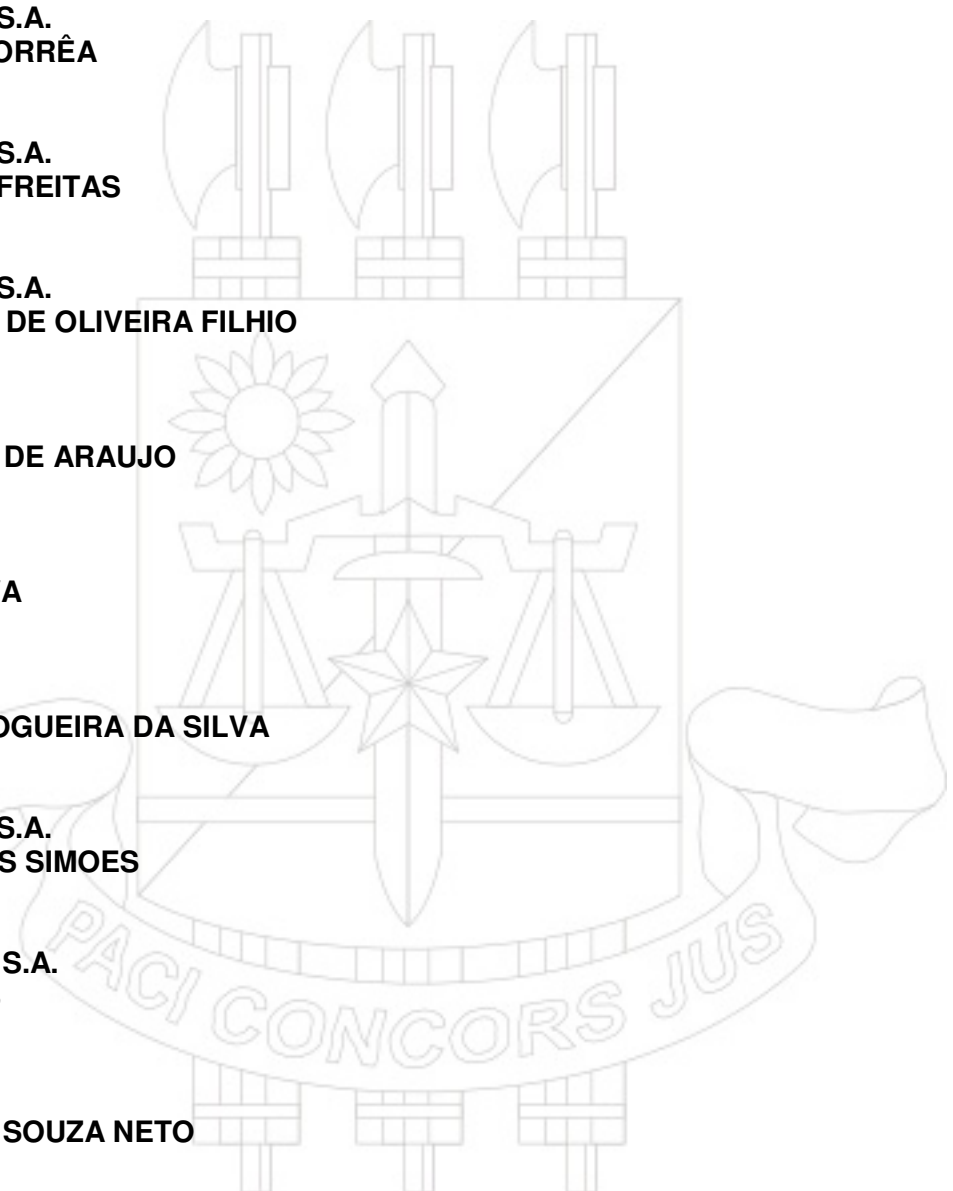 S.A.
ORRÊA
S.A.
FREITAS
S.A.
DE OLIVEIRA FILHIO
DE ARAUJO
OGUEIRA DA SILVA
S.A.
S SIMOES
S.A.
PACI CONCORS JUS
SOUZA NETO